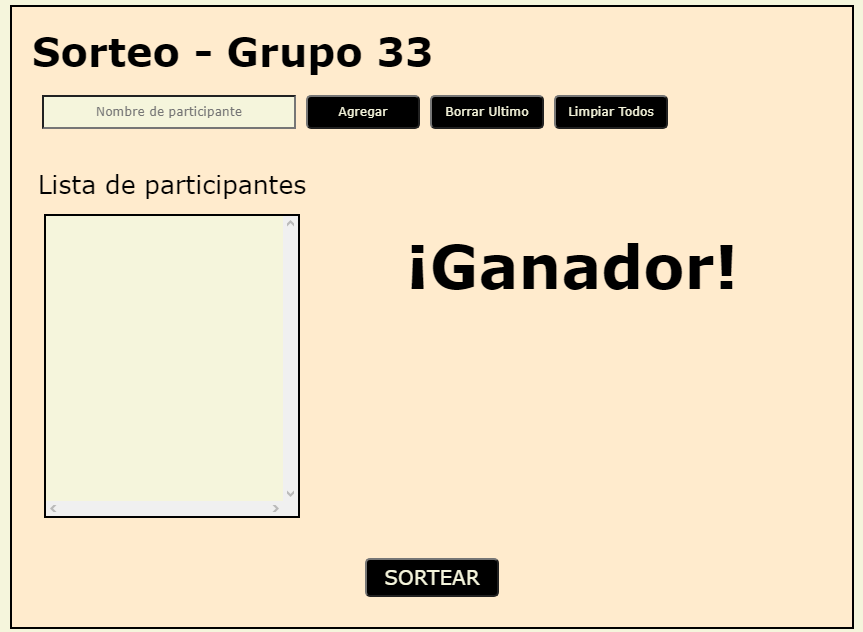 Sorteo - Grupo 33
Nombre de participante Agregar Borrar Ultimo Limpiar Todos
Lista de participantes
¡Ganador!
SORTEAR